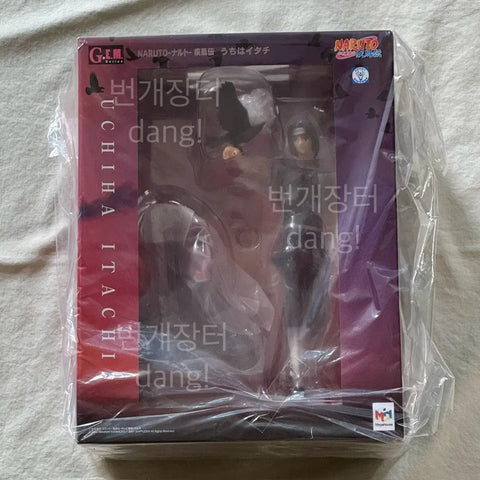 G.E.M.
Series
NARUTO-ナルト- 疾風伝 うちはイタチ
NARUTO
번개장터
dang!
번개장터
dang!
번개장터
dang!
UCHIHA ITACHI
MegaHouse